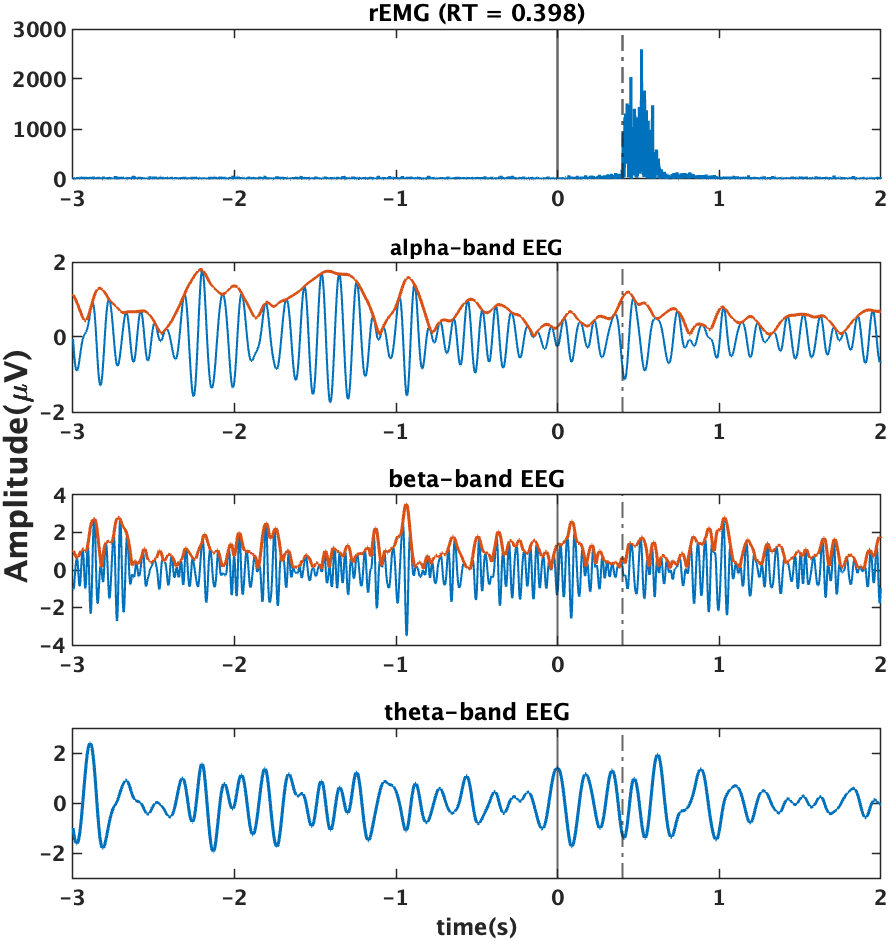 rEMG (RT = 0.398)
3000
2000
1000
0
−3 −2 −1 0 1 2
alpha-band EEG
2
0
−2
−3 −2 −1 0 1 2
Amplitude(μV)
beta-band EEG
4
2
0
−2
−4
−3 −2 −1 0 1 2
theta-band EEG
2
0
−2
−3 −2 −1 0 1 2
time(s)